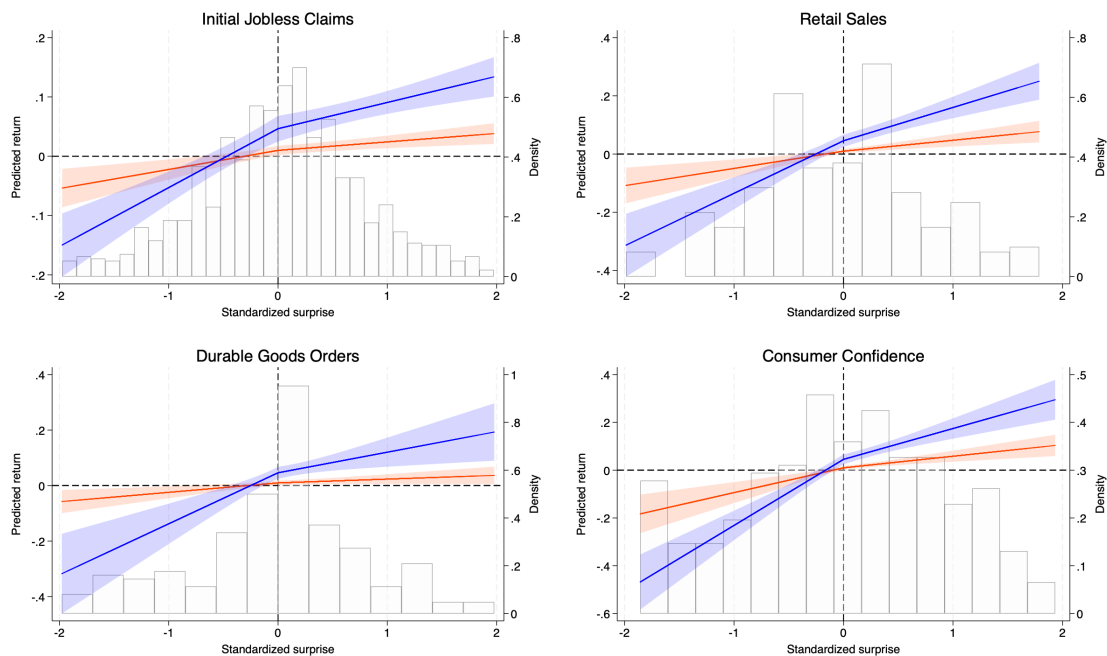 Initial Jobless Claims
Predicted return
.2
.1
0
-.1
-.2
.8
.6
.4
.2
0
Density
-2 -1 0 1 2
Standardized surprise
Retail Sales
Predicted return
.4
.2
0
-.2
-.4
.8
.6
.4
.2
0
Density
-2 -1 0 1 2
Standardized surprise
Durable Goods Orders
Predicted return
.4
.2
0
-.2
-.4
1
.8
.6
.4
.2
0
Density
-2 -1 0 1 2
Standardized surprise
Consumer Confidence
Predicted return
.4
.2
0
-.2
-.4
-.6
.5
.4
.3
.2
.1
0
Density
-2 -1 0 1 2
Standardized surprise